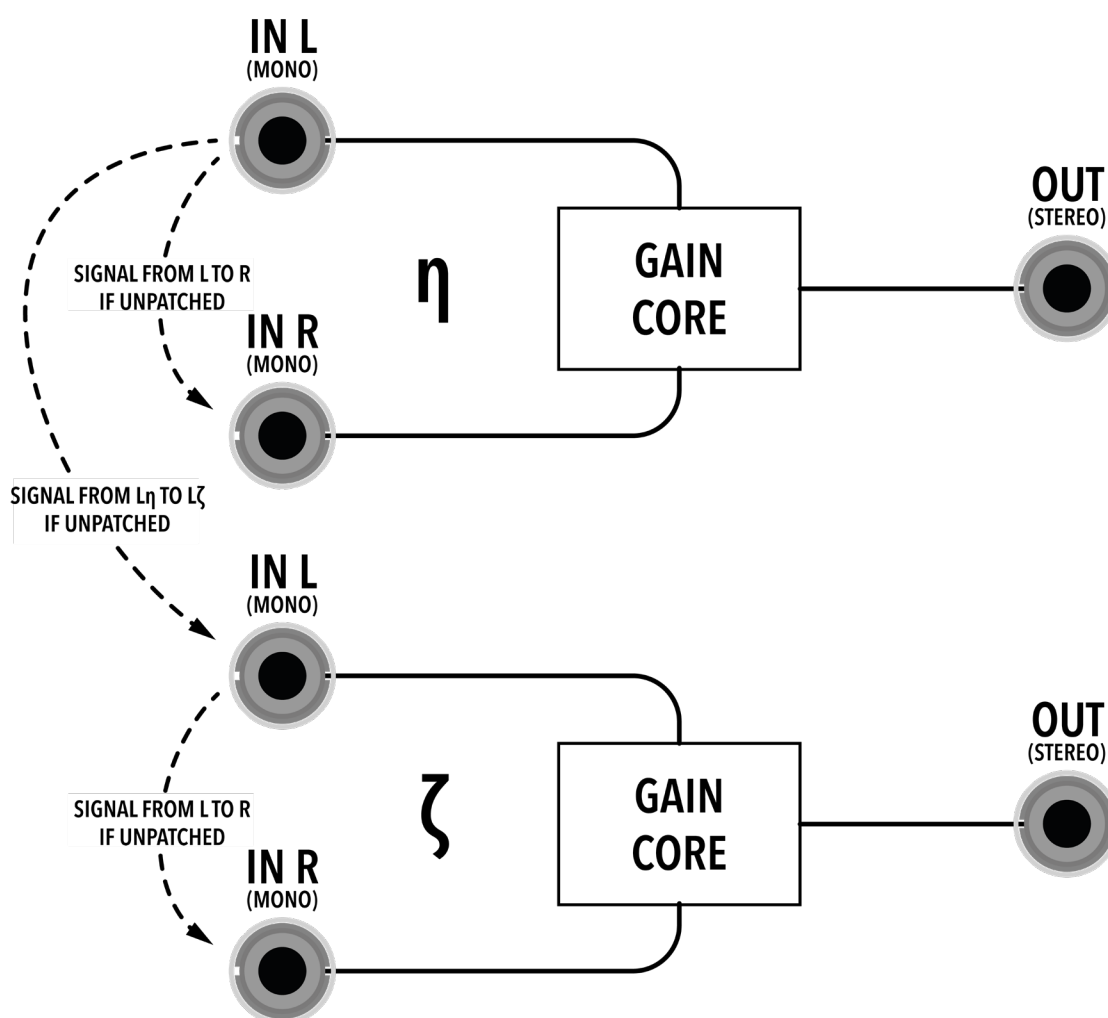 IN L
(MONO)
OUT
(STEREO)
η
GAIN
CORE
SIGNAL FROM L TO R
IF UNPATCHED
IN R
(MONO)
SIGNAL FROM Lη TO Lζ
IF UNPATCHED
IN L
(MONO)
OUT
(STEREO)
ζ
GAIN
CORE
SIGNAL FROM L TO R
IF UNPATCHED
IN R
(MONO)